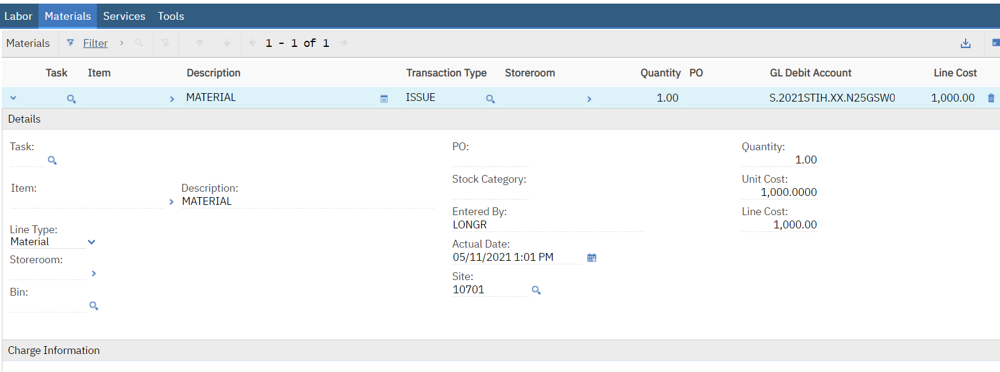 Labor Materials Services Tools
Materials Filter 1 - 1 of 1
Task Item Description Transaction Type Storeroom Quantity PO GL Debit Account Line Cost
MATERIAL ISSUE 1.00 S.2021STIH.XX.N25GSW0 1,000.00
Details
Task: PO: Quantity:
1.00
Stock Category: Unit Cost:
Item: Description: 1,000.0000
MATERIAL
Entered By: Line Cost:
LONGR 1,000.00
Line Type:
Material
Actual Date:
05/11/2021 1:01 PM
Storeroom:
Site:
10701
Bin:
Charge Information